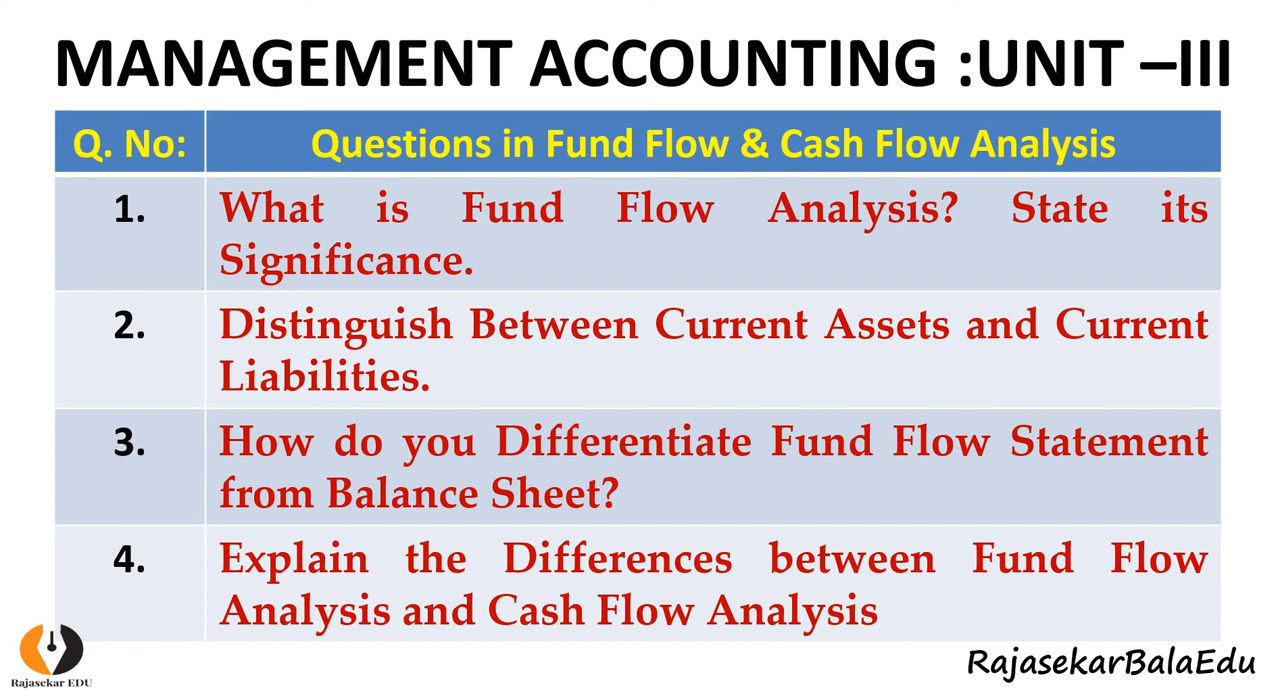 MANAGEMENT ACCOUNTING :UNIT –III
Q. No: Questions in Fund Flow & Cash Flow Analysis
1. What is Fund Flow Analysis? State its
Significance.
2. Distinguish Between Current Assets and Current
Liabilities.
3. How do you Differentiate Fund Flow Statement
from Balance Sheet?
4. Explain the Differences between Fund Flow
Analysis and Cash Flow Analysis
Rajasekar EDU
RajasekarBalaEdu